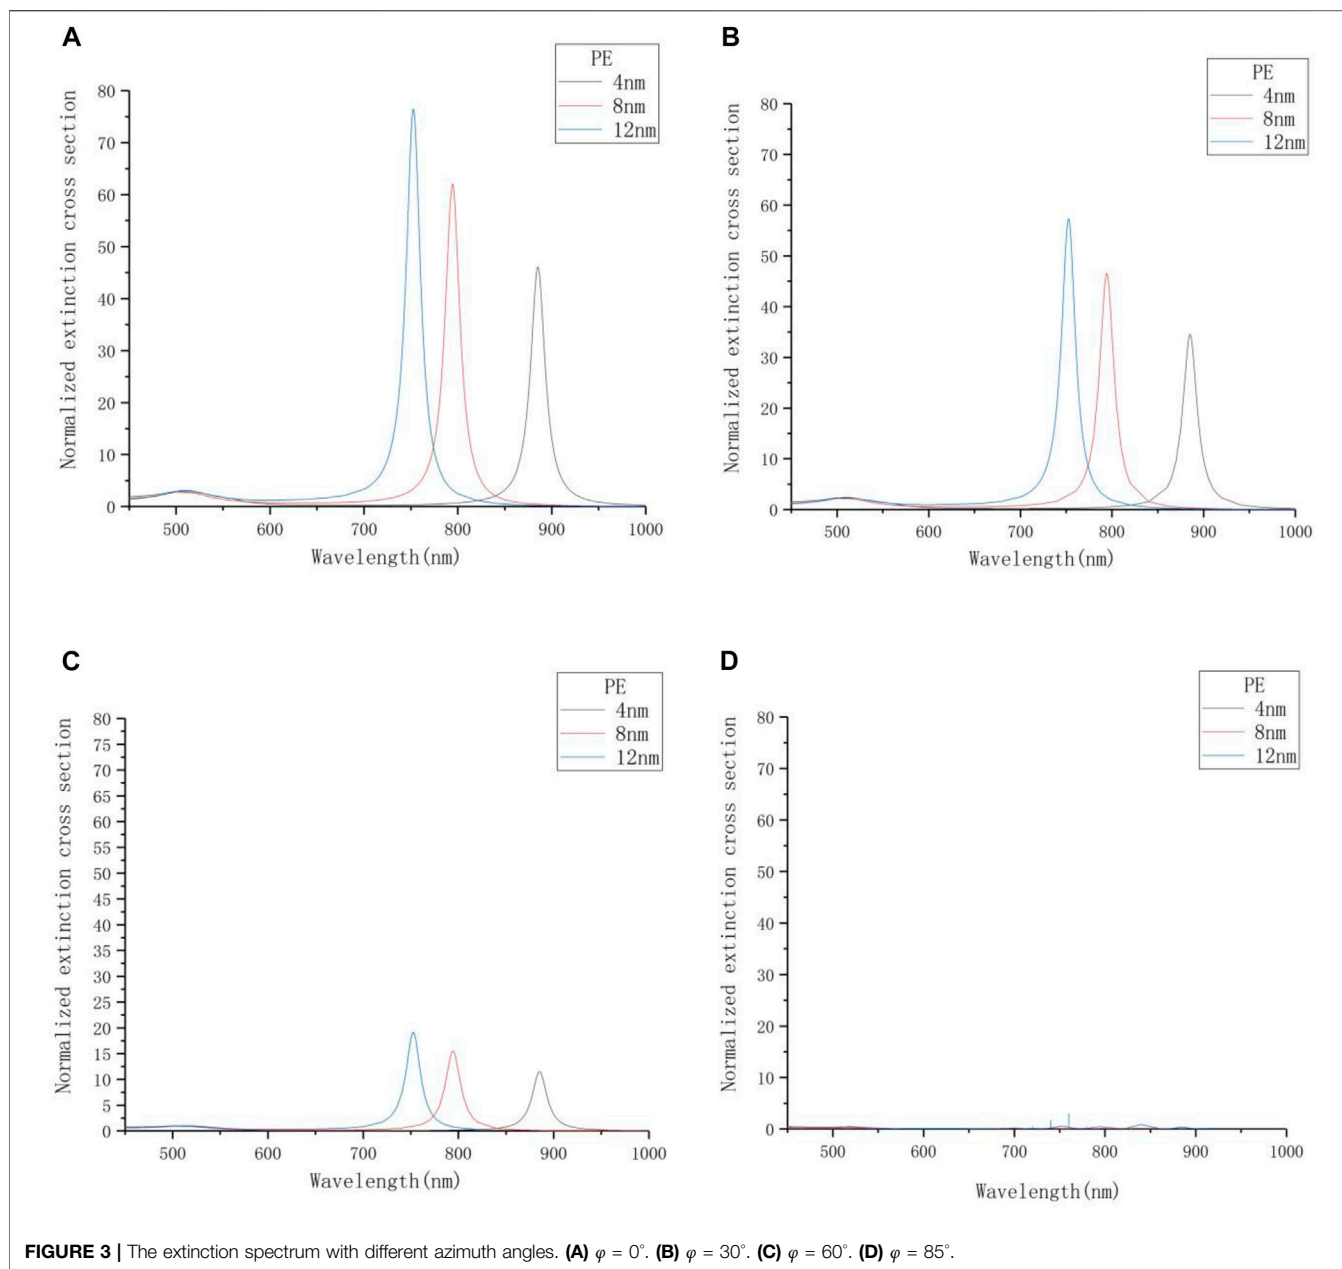 A
PE
4nm
8nm
12nm
Normalized extinction cross section
80
70
60
50
40
30
20
10
0
500
600
700
800
900
1000
Wavelength(nm)
B
PE
4nm
8nm
12nm
Normalized extinction cross section
80
70
60
50
40
30
20
10
0
500
600
700
800
900
1000
Wavelength(nm)
C
PE
4nm
8nm
12nm
Normalized extinction cross section
80
75
70
65
60
55
50
45
40
35
30
25
20
15
10
5
0
500
600
700
800
900
1000
Wavelength(nm)
D
PE
4nm
8nm
12nm
Normalized extinction cross section
80
70
60
50
40
30
20
10
0
500
600
700
800
900
1000
Wavelength(nm)
FIGURE 3 | The extinction spectrum with different azimuth angles. (A) φ = 0°. (B) φ = 30°. (C) φ = 60°. (D) φ = 85°.